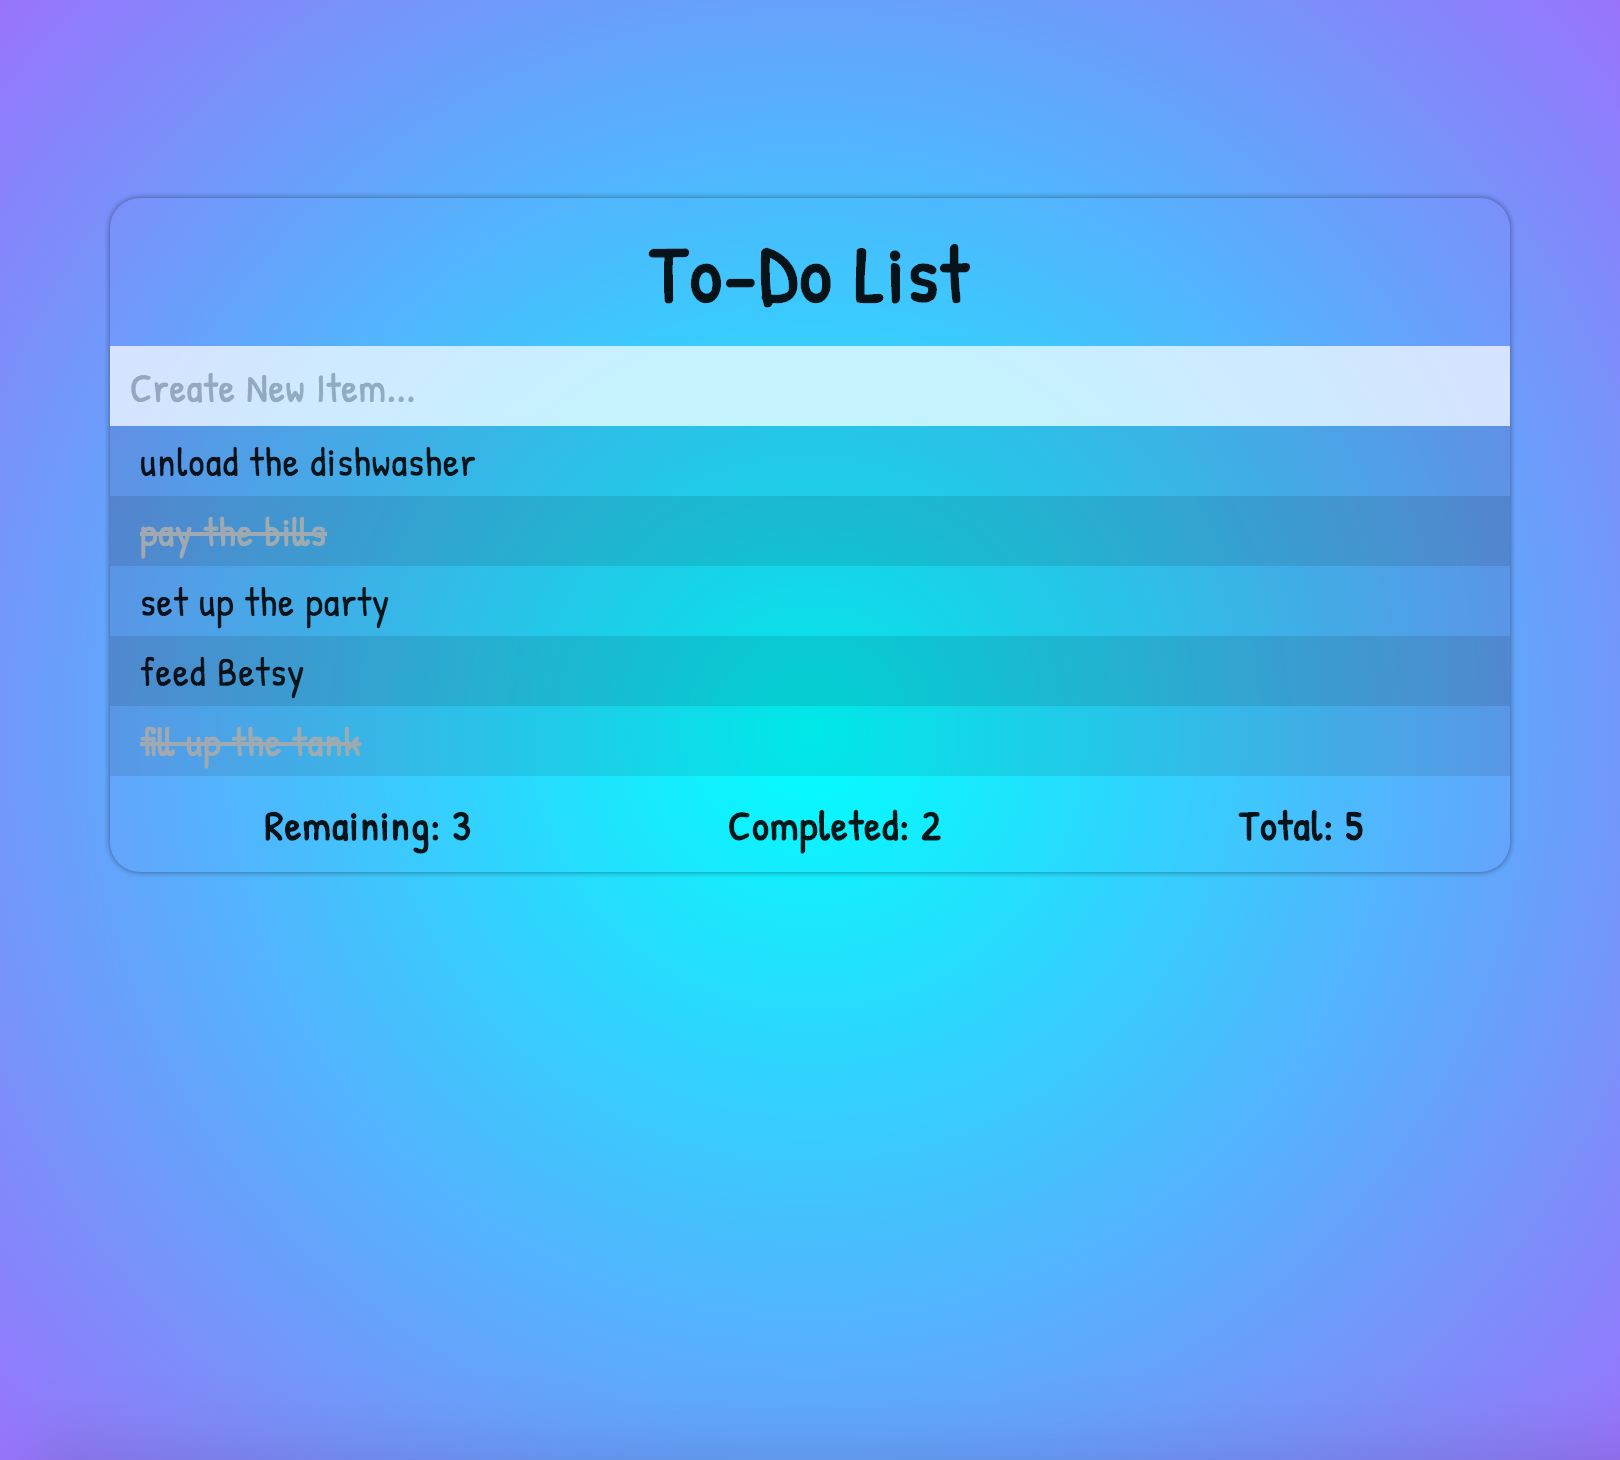 To-Do List
Create New Item...
unload the dishwasher
pay the bills
set up the party
feed Betsy
fill up the tank
Remaining: 3 Completed: 2 Total: 5